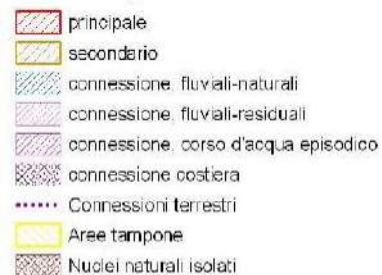 principale
secondario
connessione, fluviali-naturali
connessione, fluviali-residuali
connessione, corso d'acqua episodico
connessione costiera
Connessioni terrestri
Aree tampone
Nuclei naturali isolati